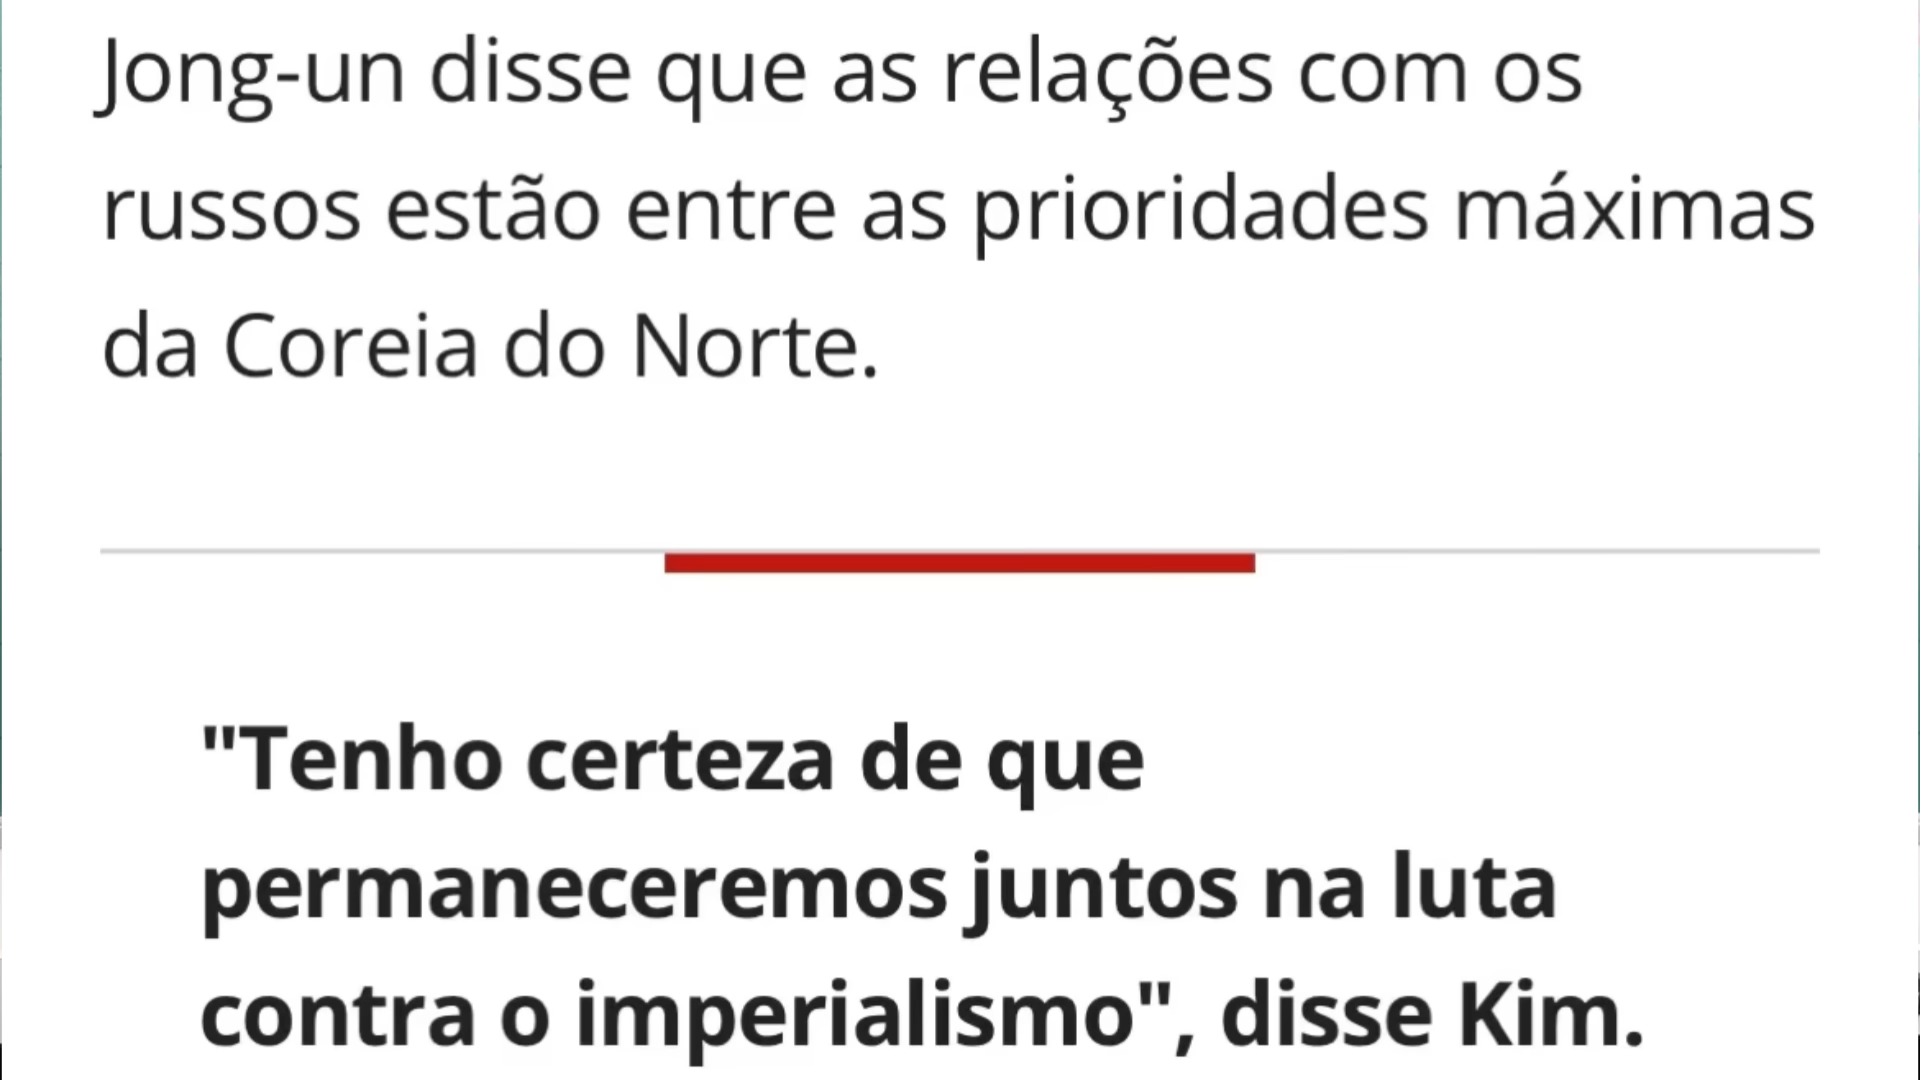 Jong-un disse que as relações com os
russos estão entre as prioridades máximas
da Coreia do Norte.
"Tenho certeza de que
permaneceremos juntos na luta
contra o imperialismo", disse Kim.